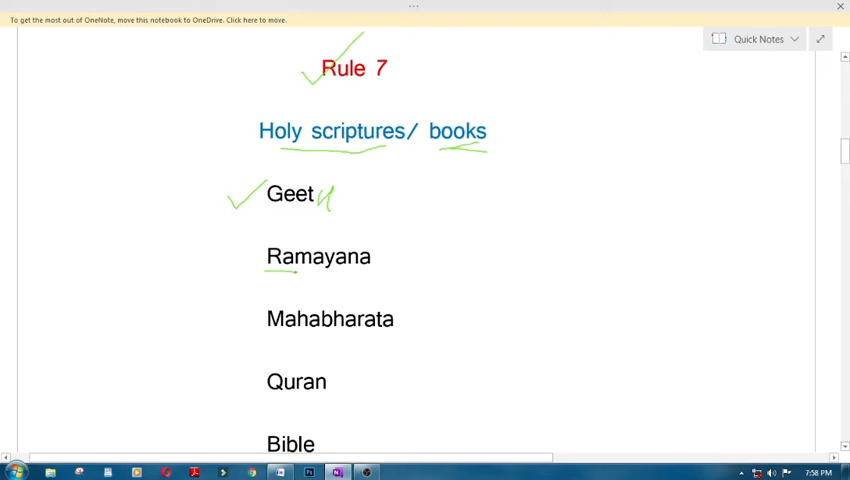 To get the most out of OneNote, move this notebook to OneDrive. Click here to move.
Quick Notes
Rule 7
Holy scriptures/ books
Geeta
Ramayana
Mahabharata
Quran
Bible
7:58 PM